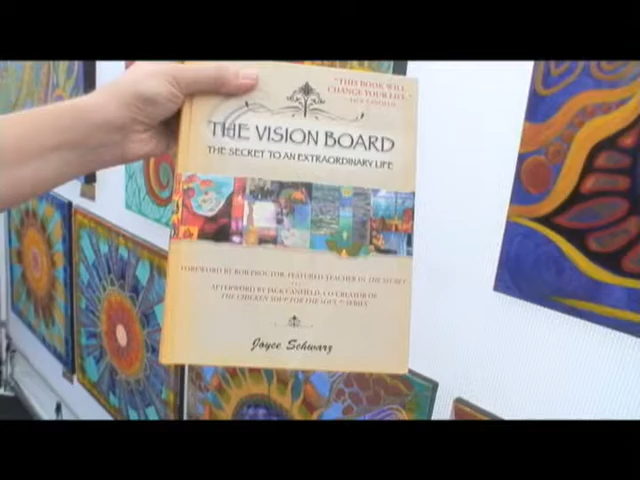 "THIS BOOK WILL
CHANGE YOUR LIFE."
THE VISION BOARD
THE SECRET TO AN EXTRAORDINARY LIFE
FOREWORD BY BOB PROCTOR, FEATURED TEACHER IN THE SECRET
AFTERWORD BY JACK CANFIELD, CO-CREATOR OF
THE CHICKEN SOUP FOR THE SOUL® SERIES
Joyce Schwarz